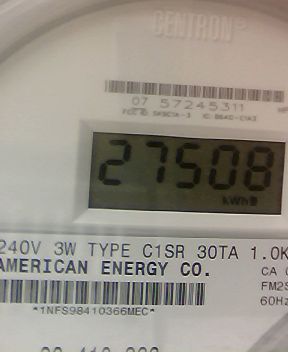 CENTRON®
07 57245311
27508
kWh
240V 3W TYPE C1SR 30TA 1.0K
AMERICAN ENERGY CO.
CA
FM2S
60Hz
*1NFS98410366MEC*